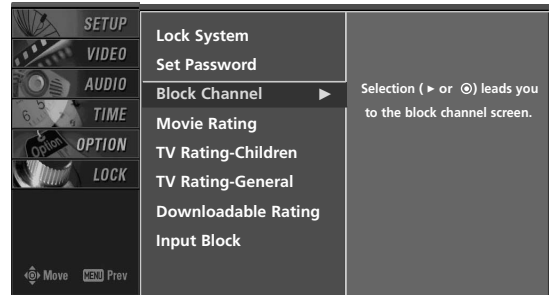 SETUP
VIDEO
AUDIO
TIME
OPTION
LOCK
Move MENU Prev
Lock System
Set Password
Block Channel ►
Movie Rating
TV Rating-Children
TV Rating-General
Downloadable Rating
Input Block
Selection ( ► or ◉) leads you
to the block channel screen.